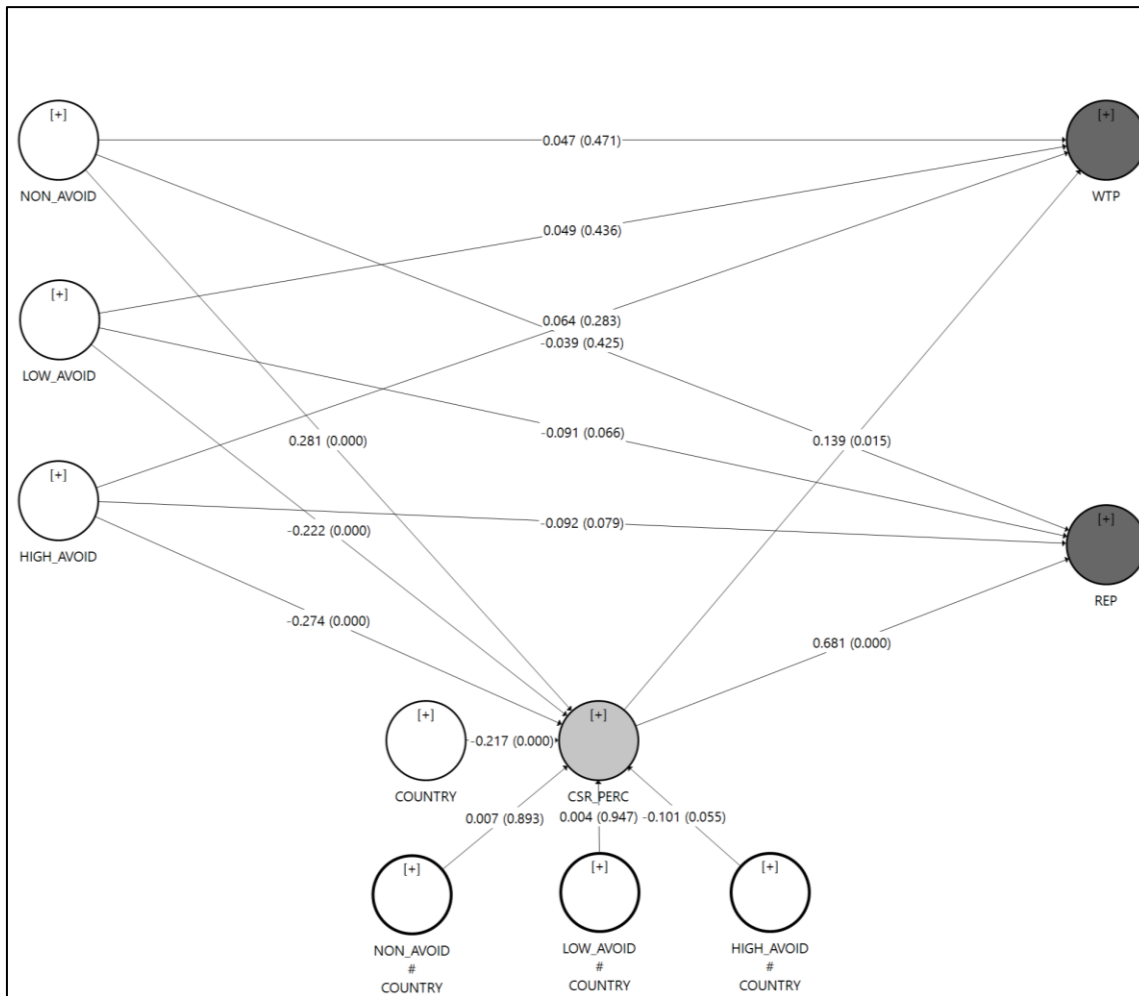 [+]
[+]
NON_AVOID
WTP
0.047 (0.471)
[+]
LOW_AVOID
0.049 (0.436)
0.064 (0.283)
-0.039 (0.425)
[+]
HIGH_AVOID
0.281 (0.000)
-0.091 (0.066)
0.139 (0.015)
-0.222 (0.000)
-0.092 (0.079)
[+]
REP
-0.274 (0.000)
0.681 (0.000)
[+]
COUNTRY
-0.217 (0.000)
[+]
CSR_PERC
0.007 (0.893)
0.004 (0.947)
-0.101 (0.055)
[+]
NON_AVOID
#
COUNTRY
[+]
LOW_AVOID
#
COUNTRY
[+]
HIGH_AVOID
#
COUNTRY